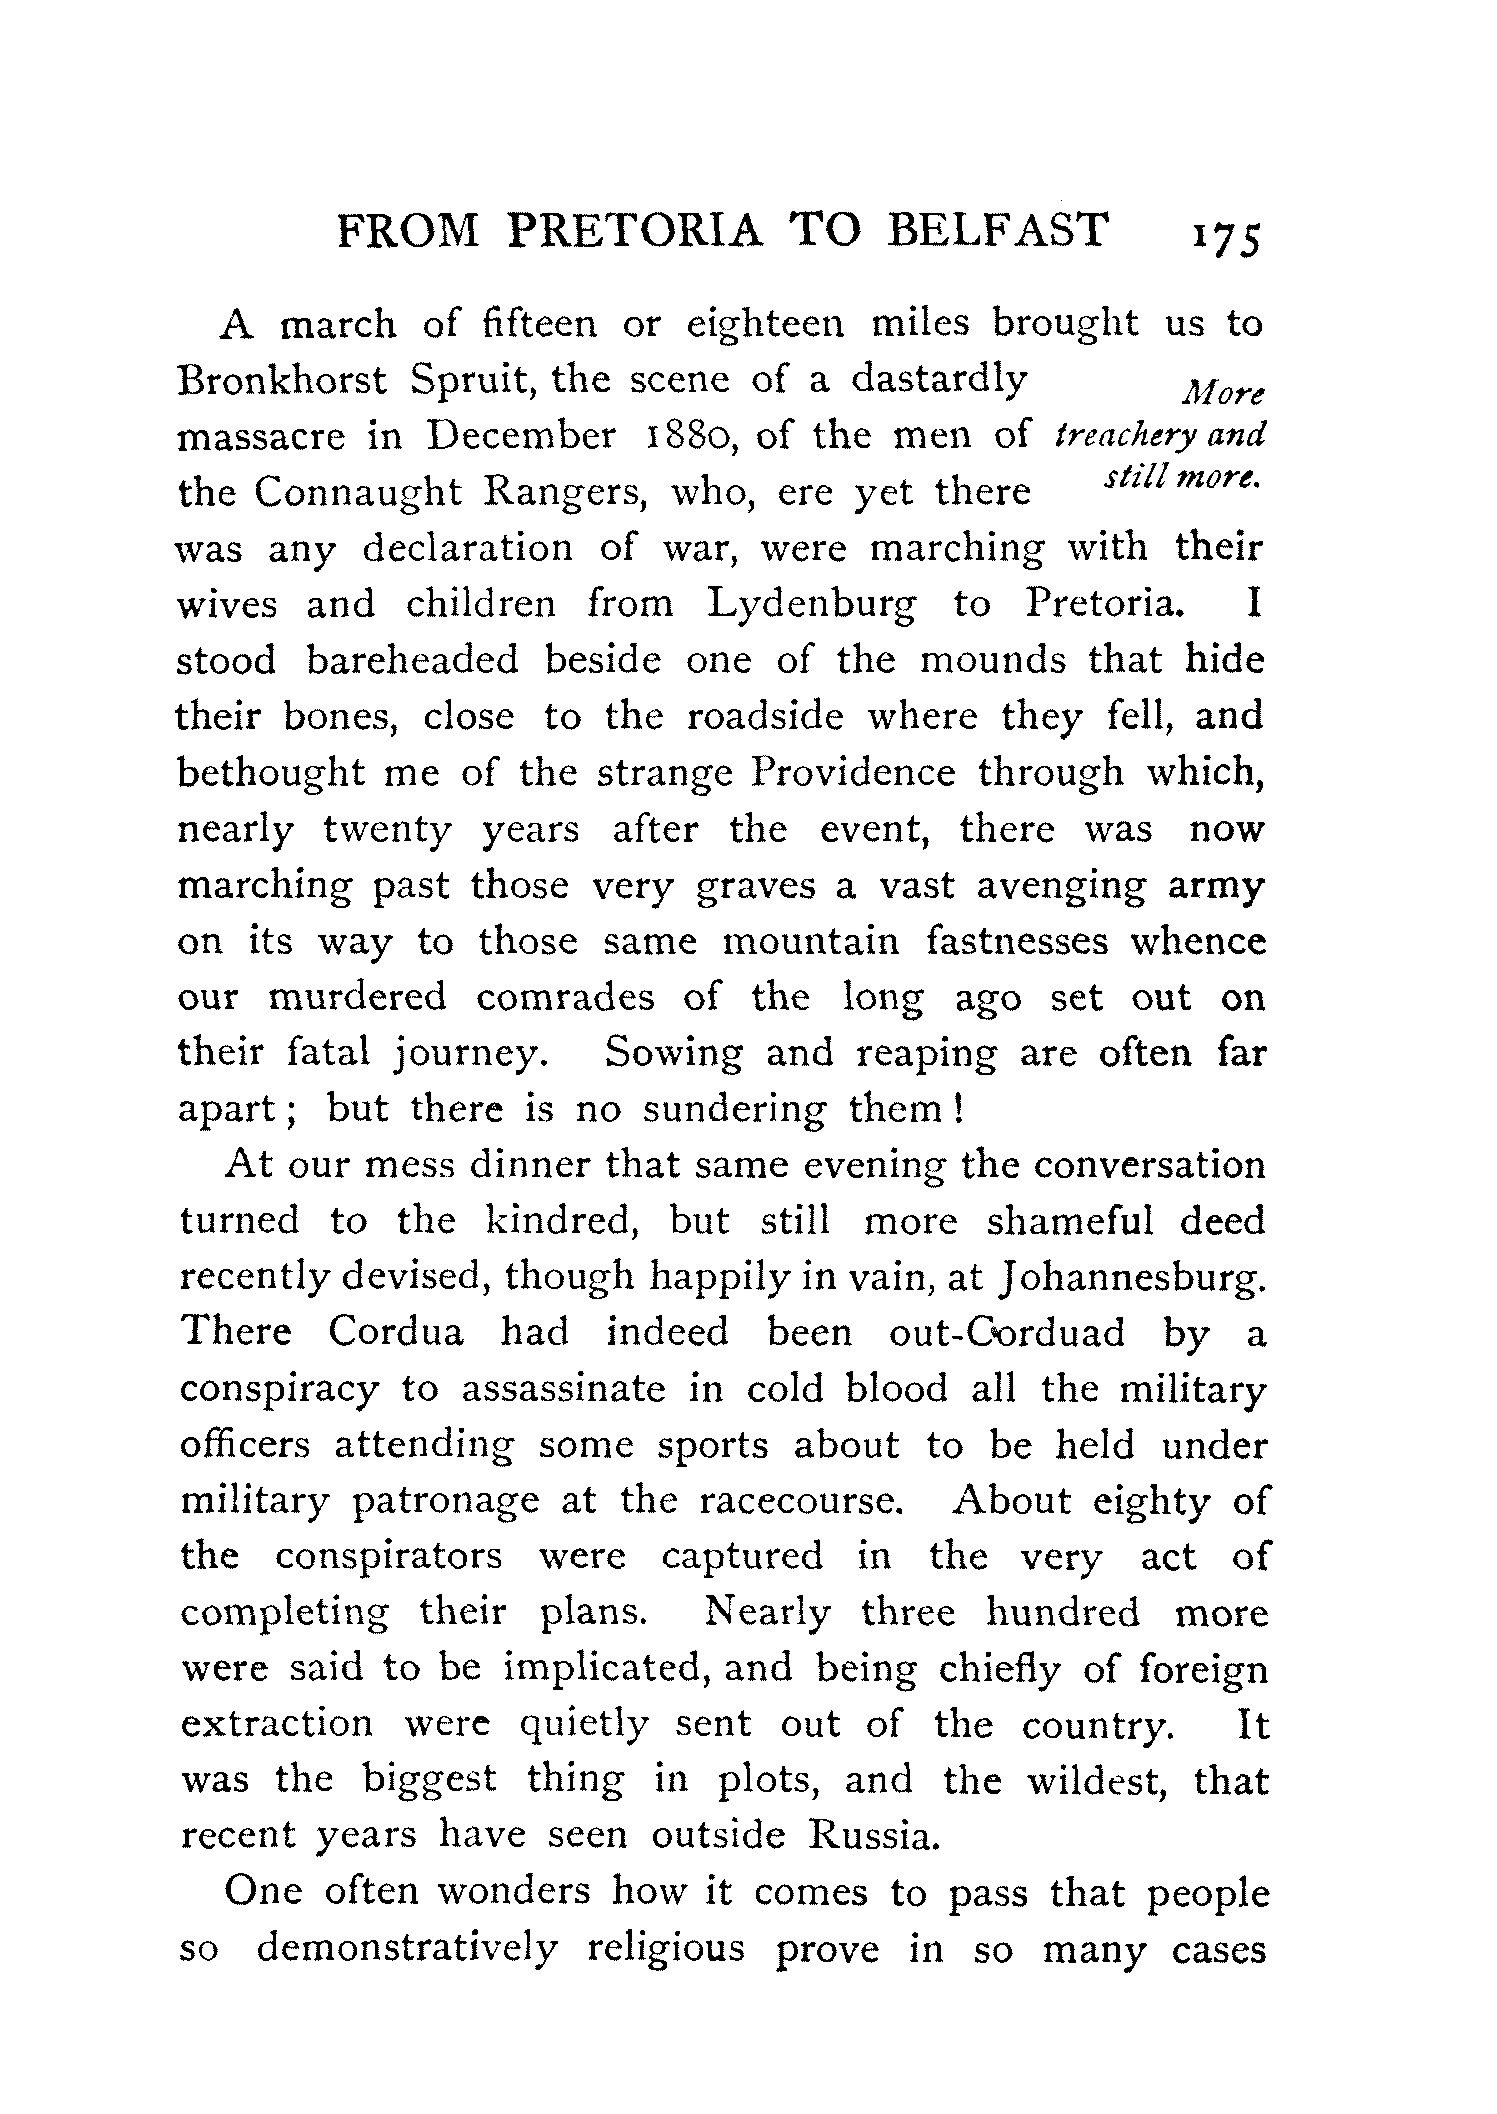 FROM PRETORIA TO BELFAST 175
A march of fifteen or eighteen miles brought us to
Bronkhorst Spruit, the scene of a dastardly
massacre in December 1880, of the men of
the Connaught Rangers, who, ere yet there
More
treachery and
still more.
was any declaration of war, were marching with their
wives and children from Lydenburg to Pretoria. I
stood bareheaded beside one of the mounds that hide
their bones, close to the roadside where they fell, and
bethought me of the strange Providence through which,
nearly twenty years after the event, there was now
marching past those very graves a vast avenging army
on its way to those same mountain fastnesses whence
our murdered comrades of the long ago set out on
their fatal journey. Sowing and reaping are often far
apart ; but there is no sundering them !
At our mess dinner that same evening the conversation
turned to the kindred, but still more shameful deed
recently devised, though happily in vain, at Johannesburg.
There Cordua had indeed been out-Corduad by a
conspiracy to assassinate in cold blood all the military
officers attending some sports about to be held under
military patronage at the racecourse. About eighty of
the conspirators were captured in the very act of
completing their plans. Nearly three hundred more
were said to be implicated, and being chiefly of foreign
extraction were quietly sent out of the country. It
was the biggest thing in plots, and the wildest, that
recent years have seen outside Russia.
One often wonders how it comes to pass that people
so demonstratively religious prove in so many cases